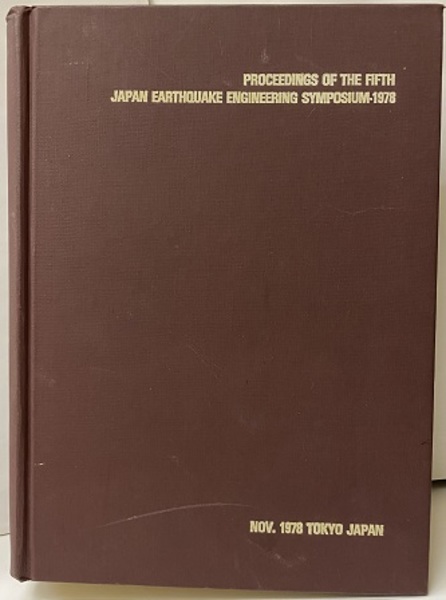 PROCEEDINGS OF THE FIFTH
JAPAN EARTHQUAKE ENGINEERING SYMPOSIUM-1978
NOV. 1978 TOKYO JAPAN